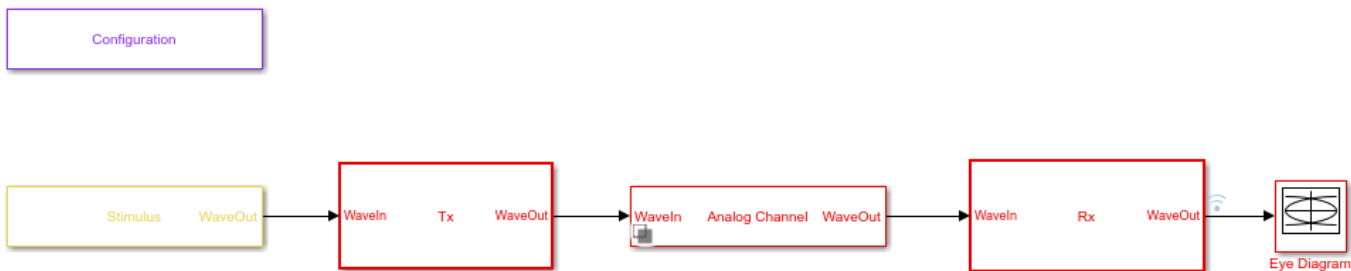 Configuration
Stimulus WaveOut
WaveIn Tx WaveOut
WaveIn Analog Channel WaveOut
WaveIn Rx WaveOut
Eye Diagram